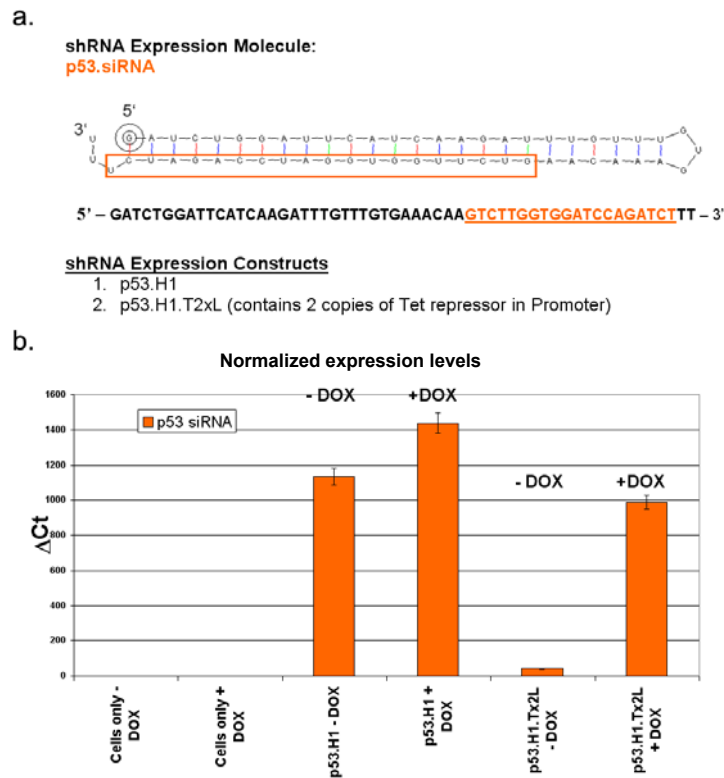 a.
shRNA Expression Molecule:
p53.siRNA
5'
3'
U G A U C U G G A U U C A U C A A G A U U U G U U U G
U U C U A G A C C U A G G U G G U U C U G A A C A A A G U
5' – GATCTGGATTCATCAAGATTTGTTTGTGAAACAAGTCTTGGTGGATCCAGATCTTT – 3'
shRNA Expression Constructs
1. p53.H1
2. p53.H1.T2xL (contains 2 copies of Tet repressor in Promoter)
b.
Normalized expression levels
- DOX +DOX
- DOX +DOX
p53 siRNA
ΔCt
1600
1400
1200
1000
800
600
400
200
0
Cells only - DOX
Cells only + DOX
p53.H1 - DOX
p53.H1 + DOX
p53.H1.Tx2L - DOX
p53.H1.Tx2L + DOX